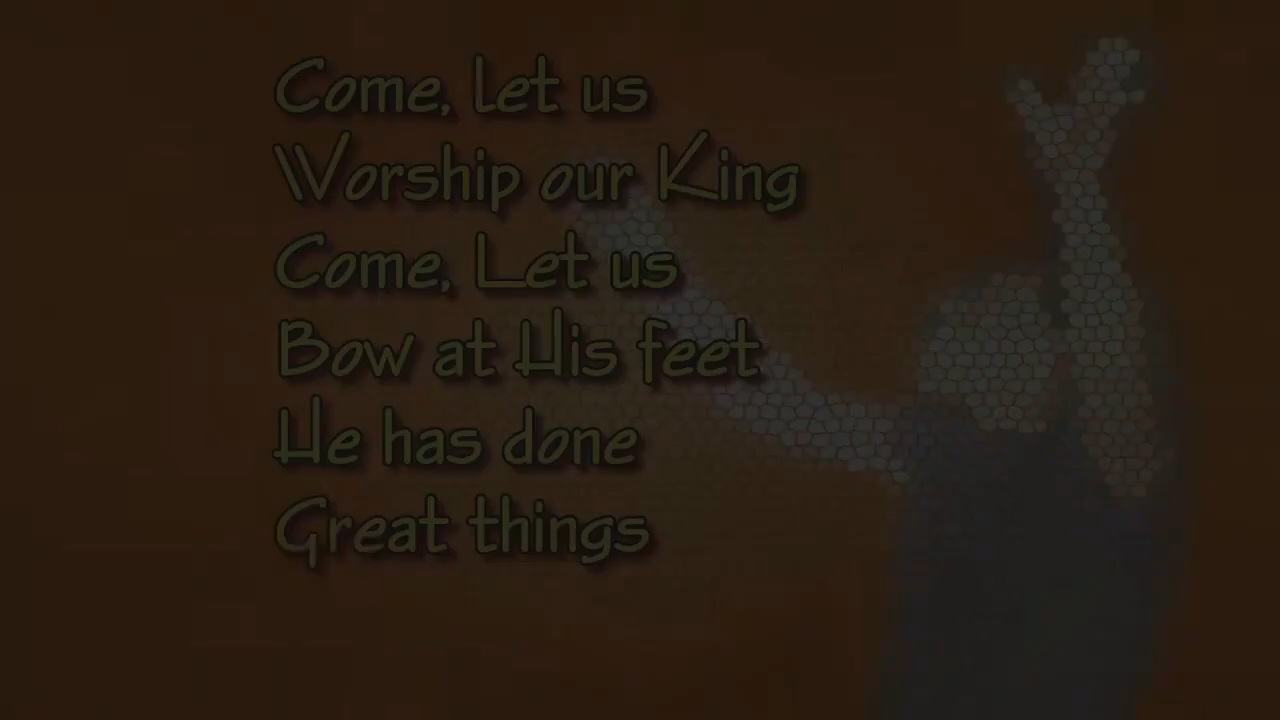 Come, let us
Worship our King
Come, Let us
Bow at His feet
He has done
Great things